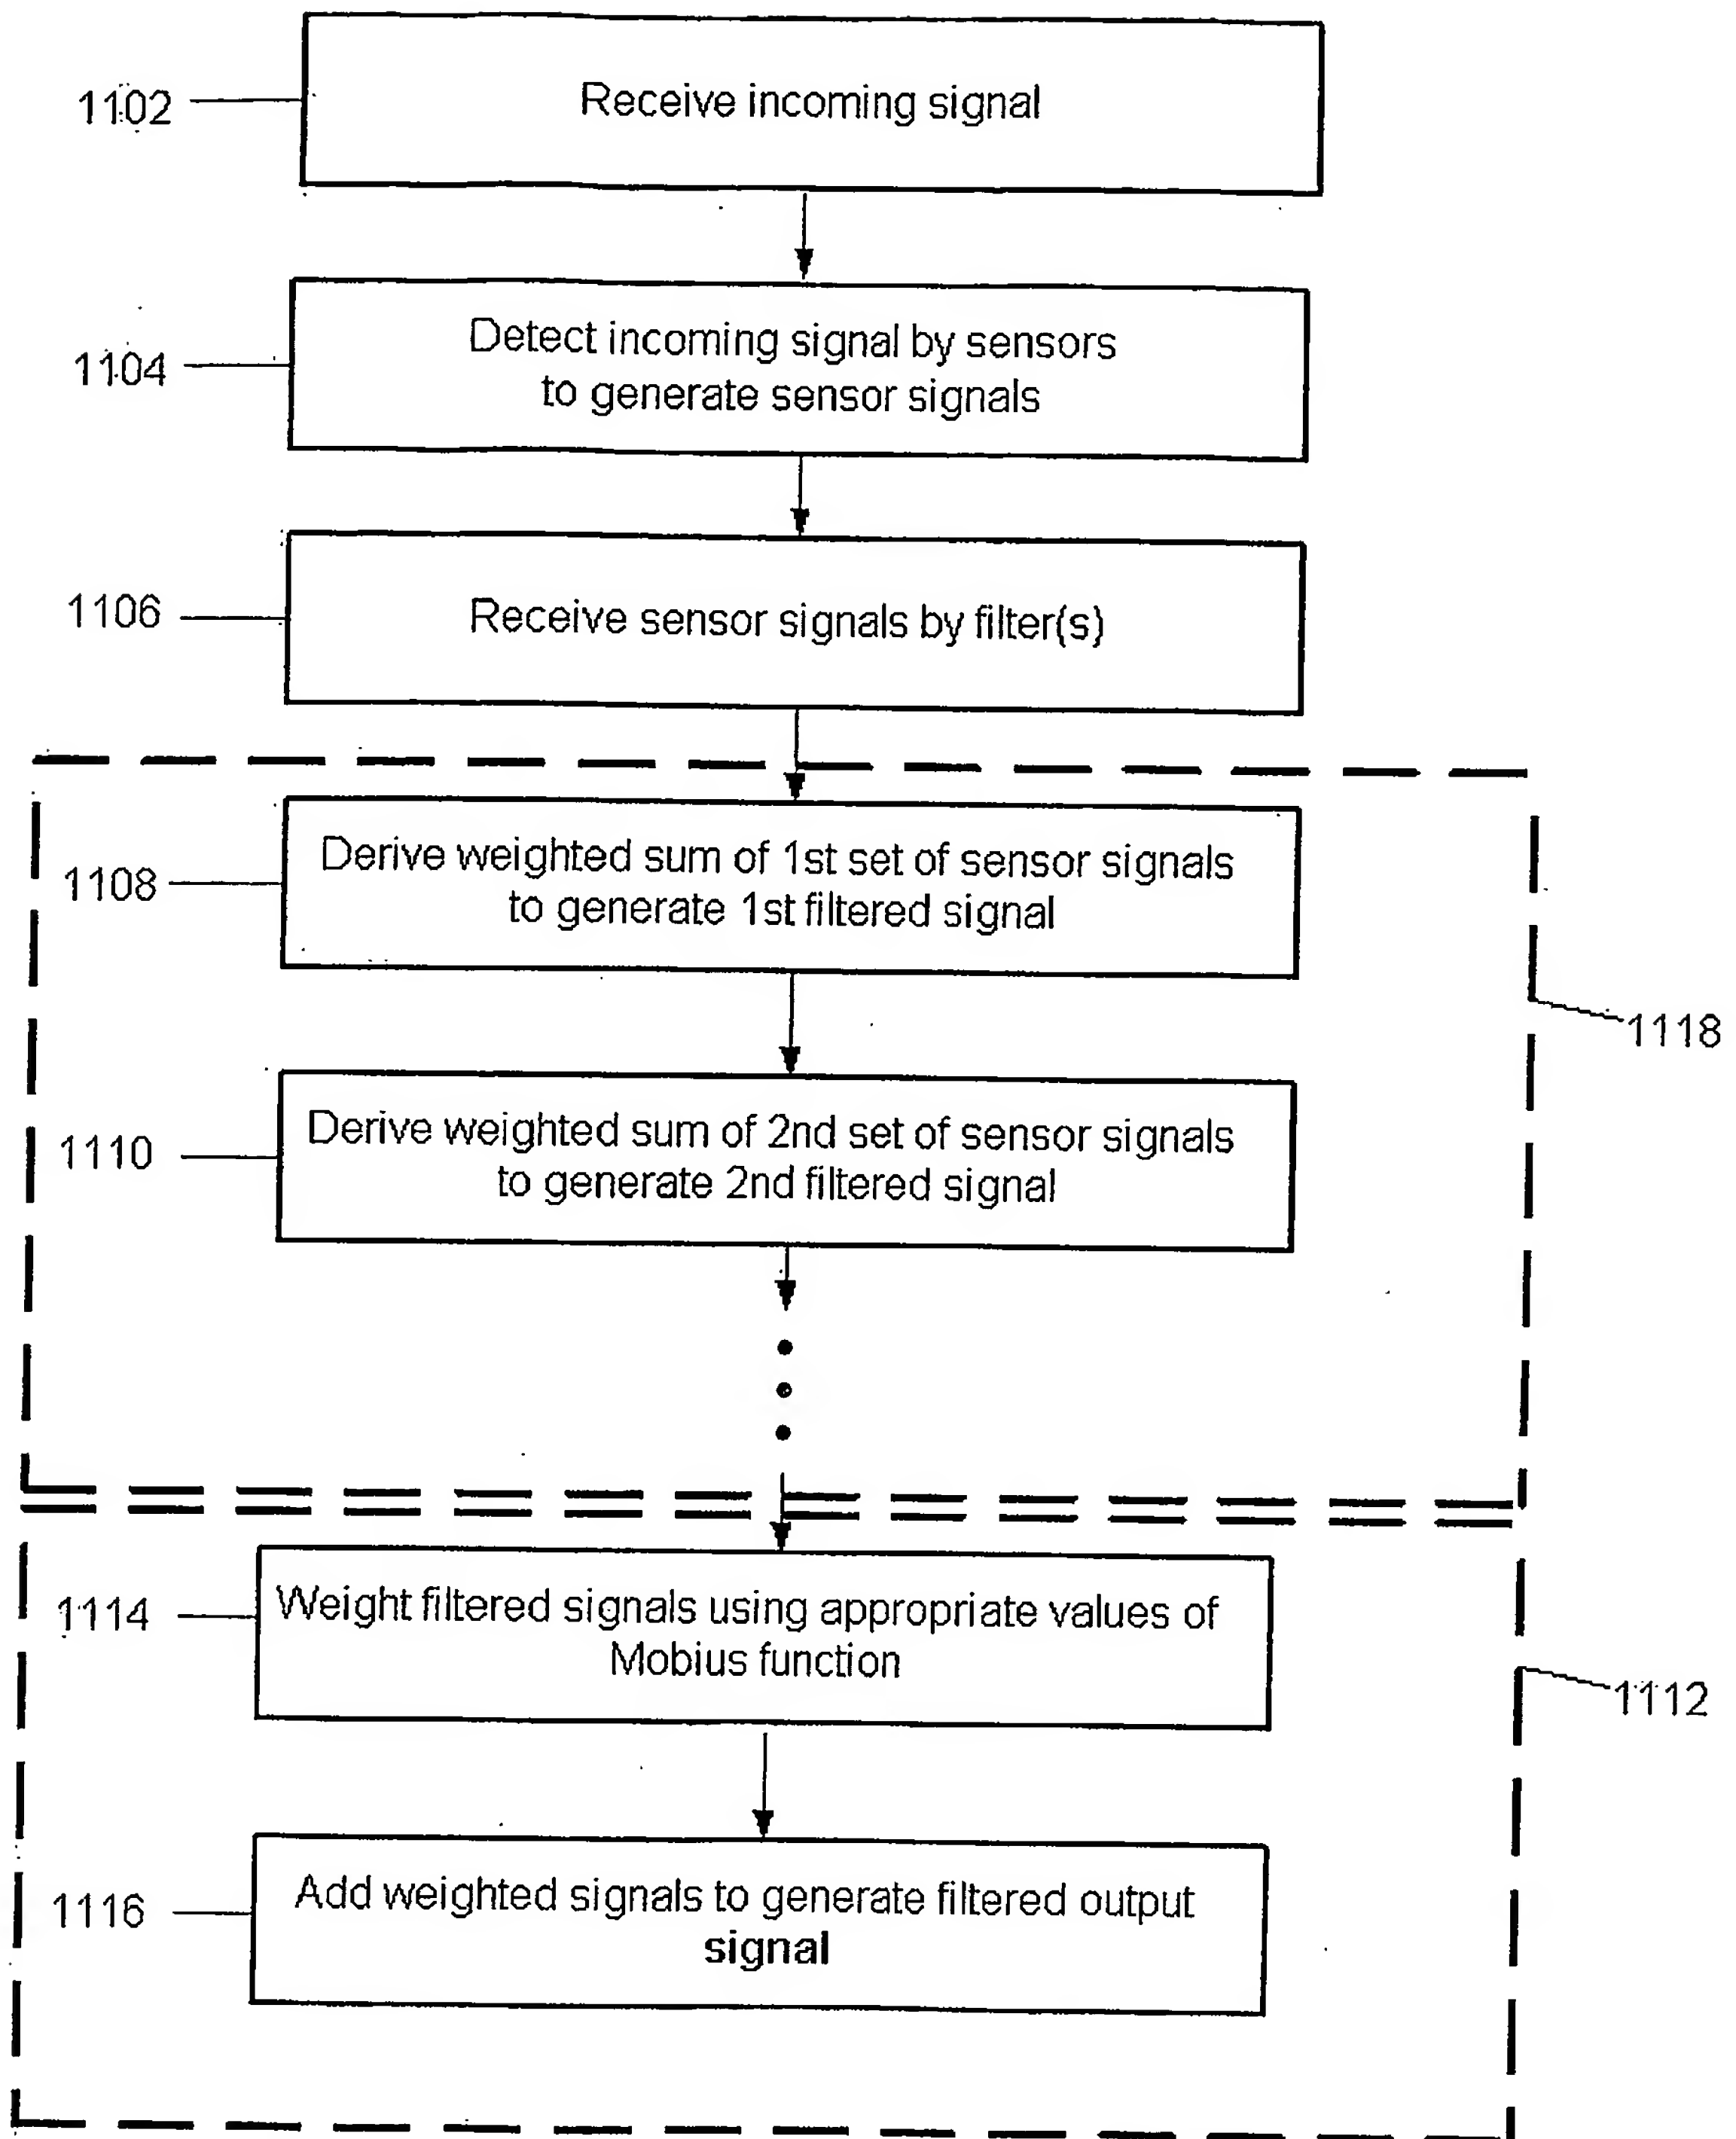 1102
Receive incoming signal
1104
Detect incoming signal by sensors
to generate sensor signals
1106
Receive sensor signals by filter(s)
1108
Derive weighted sum of 1st set of sensor signals
to generate 1st filtered signal
1118
1110
Derive weighted sum of 2nd set of sensor signals
to generate 2nd filtered signal
1114
Weight filtered signals using appropriate values of
Mobius function
1112
1116
Add weighted signals to generate filtered output
signal